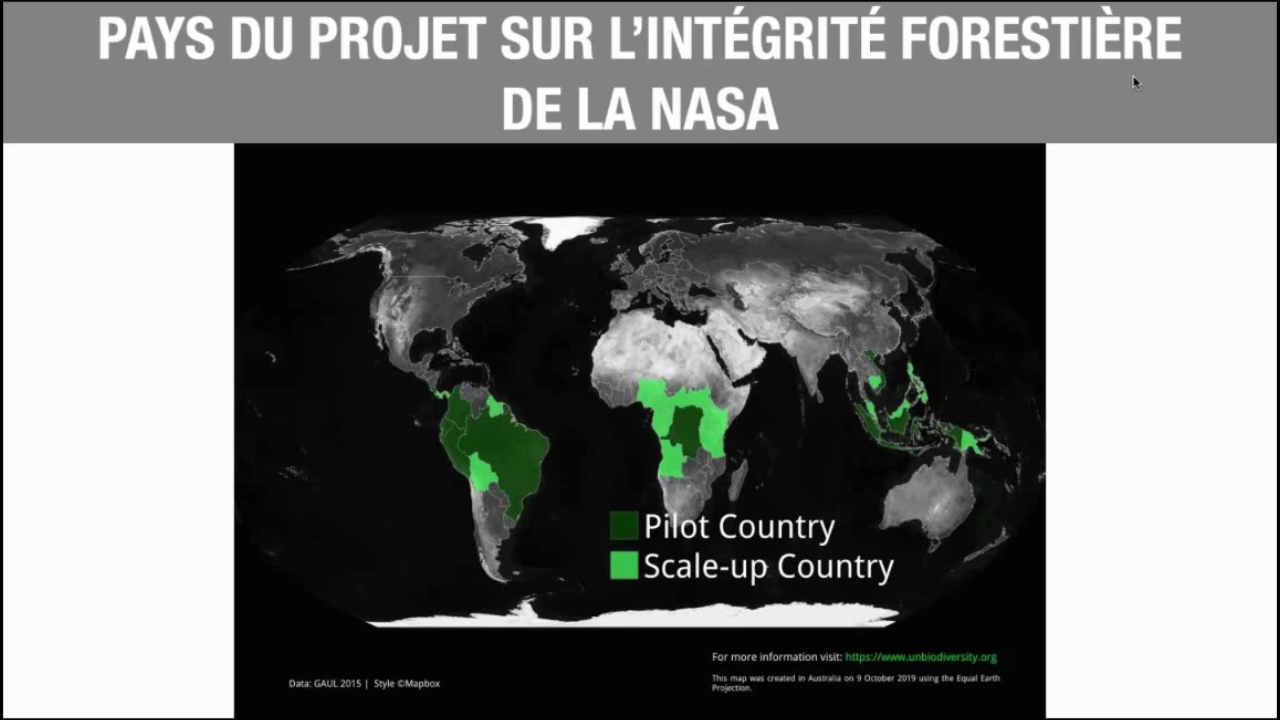 PAYS DU PROJET SUR L’INTÉGRITÉ FORESTIÈRE
DE LA NASA
Pilot Country
Scale-up Country
For more information visit: https://www.unbiodiversity.org
This map was created in Australia on 9 October 2019 using the Equal Earth
Projection.
Data: GAUL 2015 | Style ©Mapbox